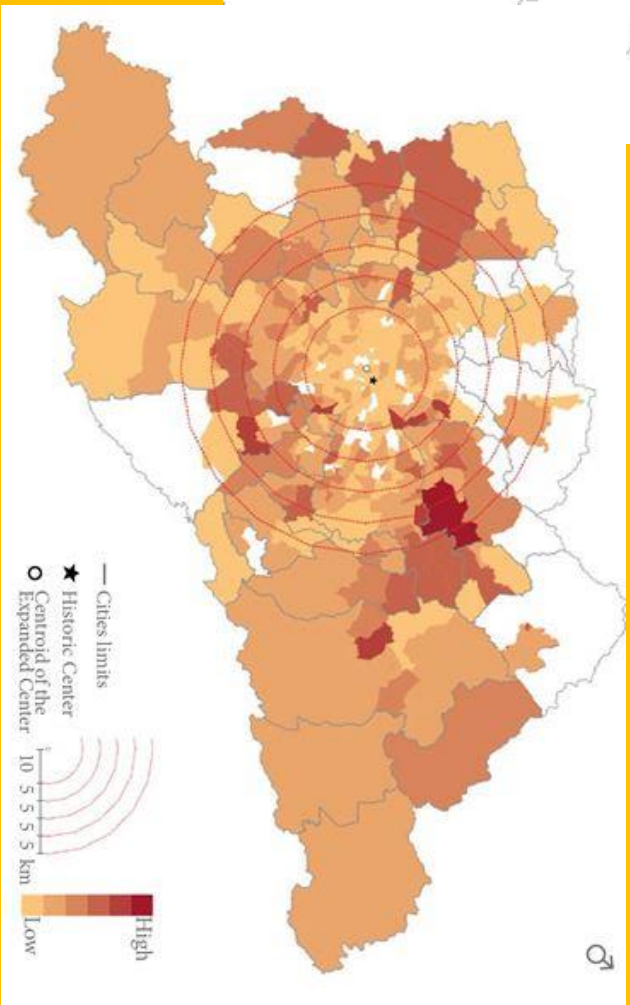 Cities limits
Historic Center
Centroid of the
Expanded Center
10 5 5 5 5 km
High
Low